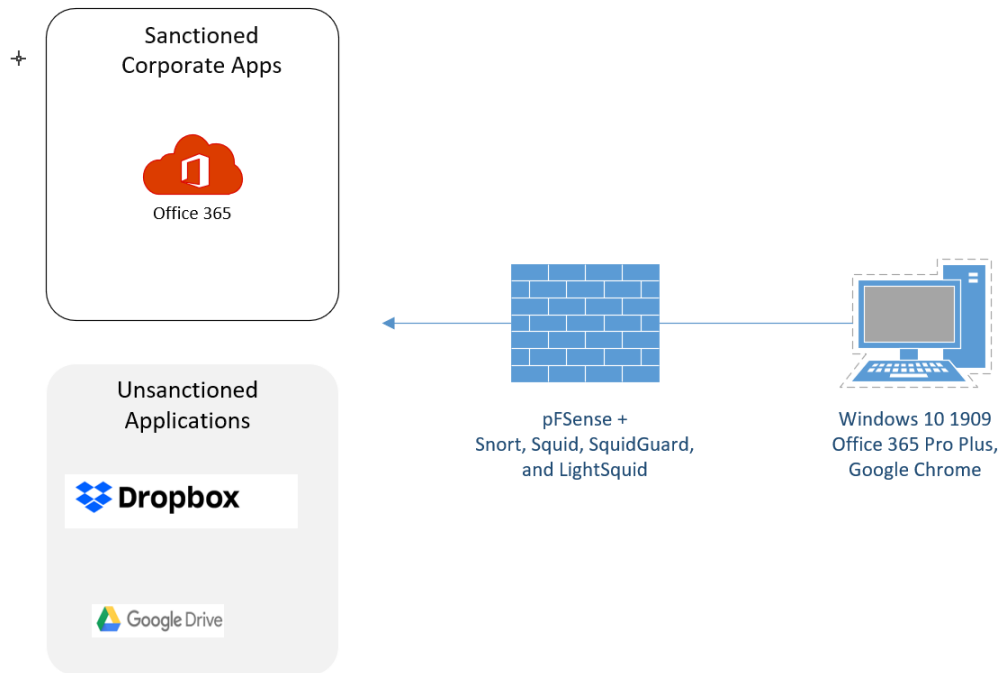 Sanctioned
Corporate Apps
Office 365
Unsanctioned
Applications
Dropbox
Google Drive
pFSense +
Snort, Squid, SquidGuard,
and LightSquid
Windows 10 1909
Office 365 Pro Plus,
Google Chrome